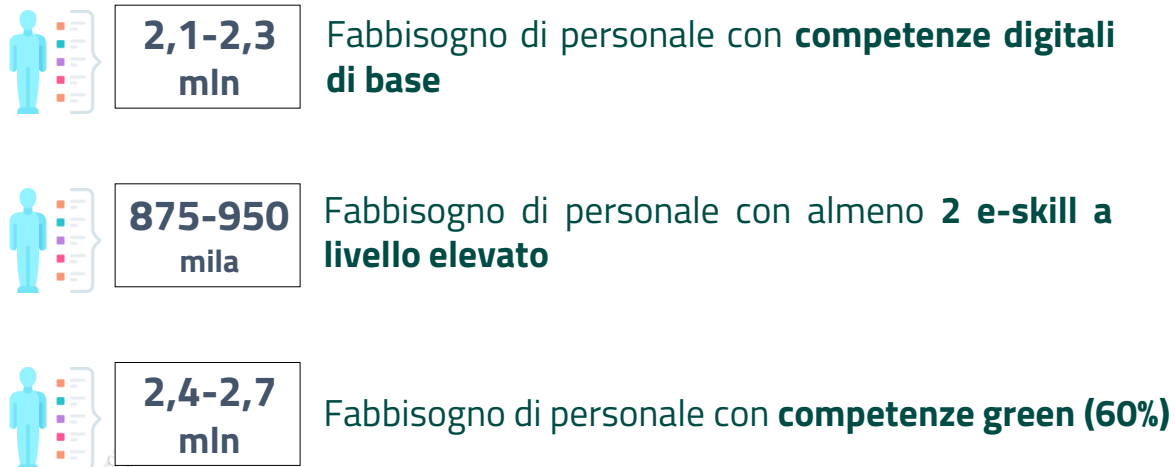 2,1-2,3
mln
Fabbisogno di personale con competenze digitali
di base
875-950
mila
Fabbisogno di personale con almeno 2 e-skill a
livello elevato
2,4-2,7
mln
Fabbisogno di personale con competenze green (60%)